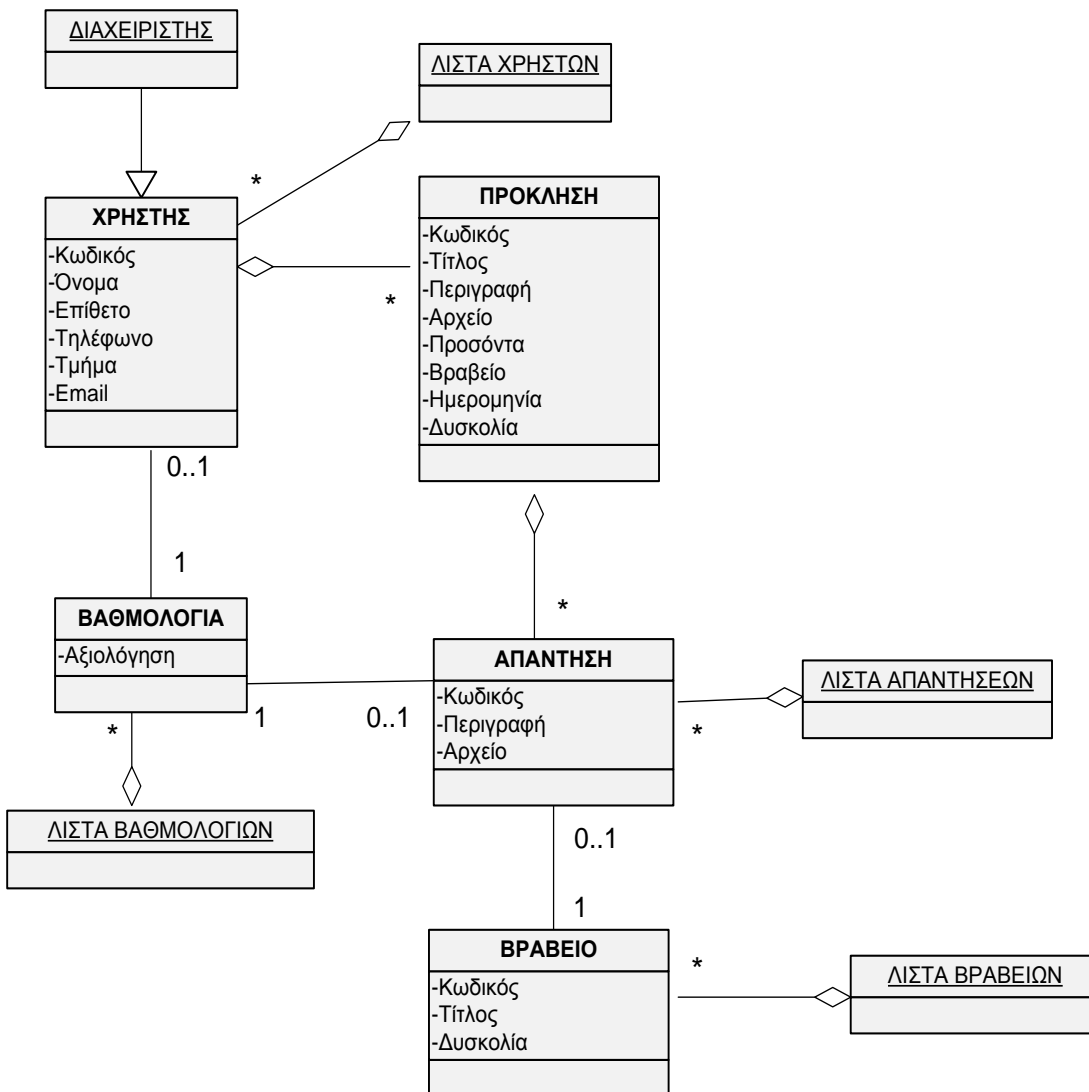 ΔΙΑΧΕΙΡΙΣΤΗΣ
ΛΙΣΤΑ ΧΡΗΣΤΩΝ
*
ΧΡΗΣΤΗΣ
-Κωδικός
-Όνομα
-Επίθετο
-Τηλέφωνο
-Τμήμα
-Email
ΠΡΟΚΛΗΣΗ
-Κωδικός
-Τίτλος
-Περιγραφή
-Αρχείο
-Προσόντα
-Βραβείο
-Ημερομηνία
-Δυσκολία
*
0..1
1
*
ΒΑΘΜΟΛΟΓΙΑ
-Αξιολόγηση
ΑΠΑΝΤΗΣΗ
-Κωδικός
-Περιγραφή
-Αρχείο
ΛΙΣΤΑ ΑΠΑΝΤΗΣΕΩΝ
*
1
0..1
*
ΛΙΣΤΑ ΒΑΘΜΟΛΟΓΙΩΝ
0..1
1
ΒΡΑΒΕΙΟ
-Κωδικός
-Τίτλος
-Δυσκολία
*
ΛΙΣΤΑ ΒΡΑΒΕΙΩΝ